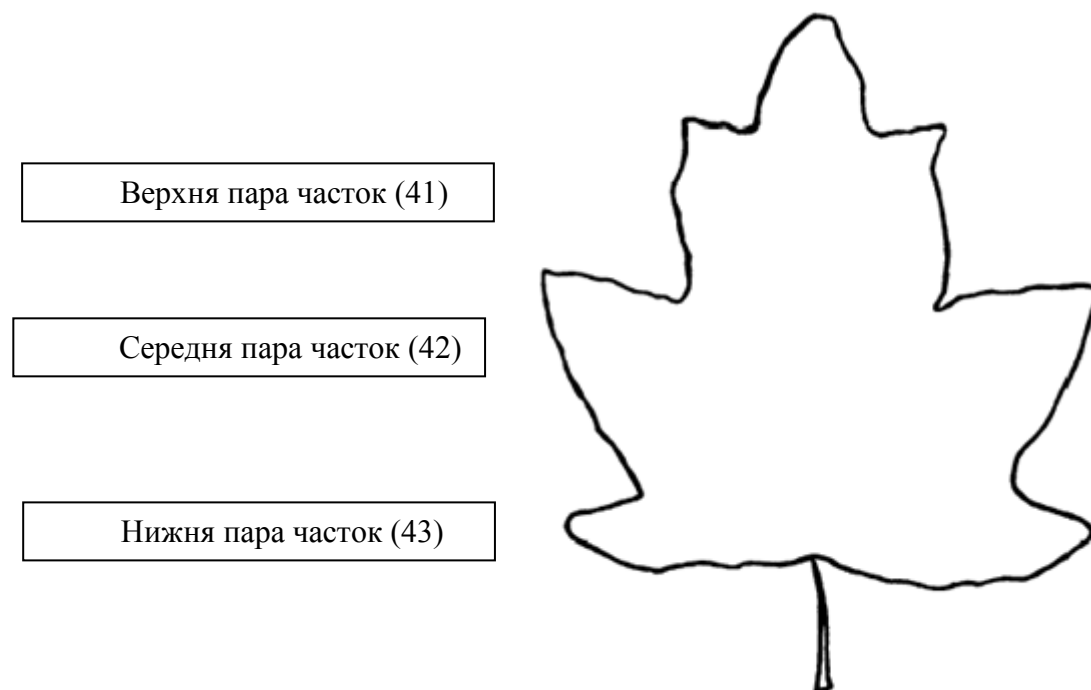 Верхня пара часток (41)
Середня пара часток (42)
Нижня пара часток (43)